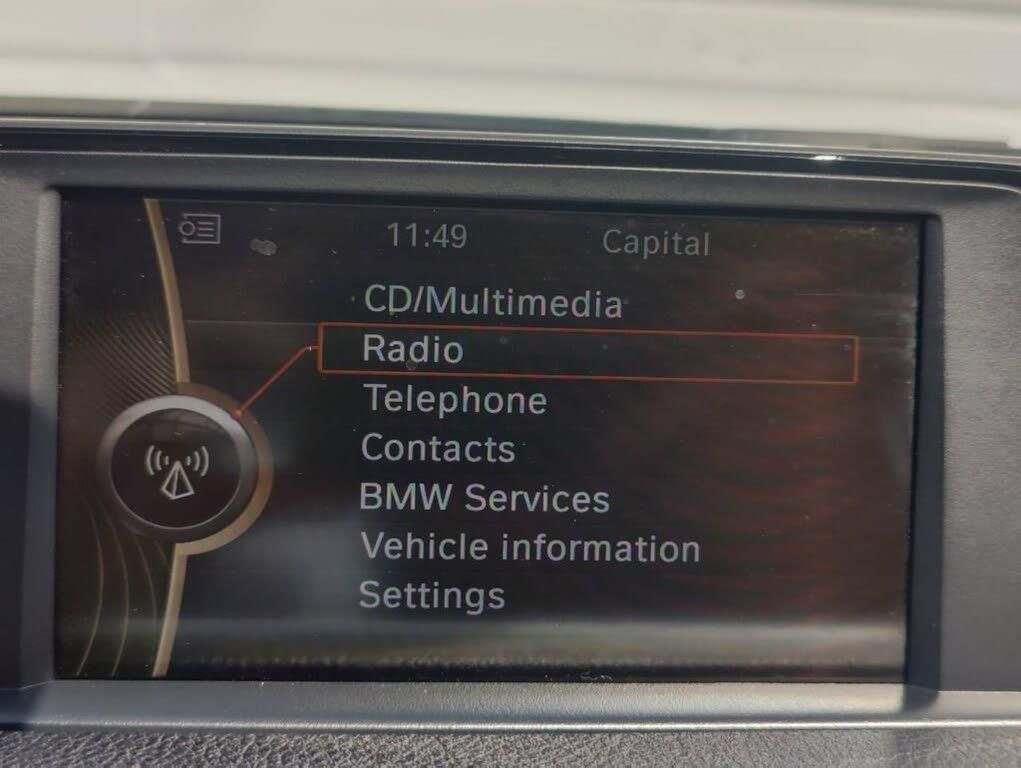 11:49 Capital
CD/Multimedia
Radio
Telephone
Contacts
BMW Services
Vehicle information
Settings